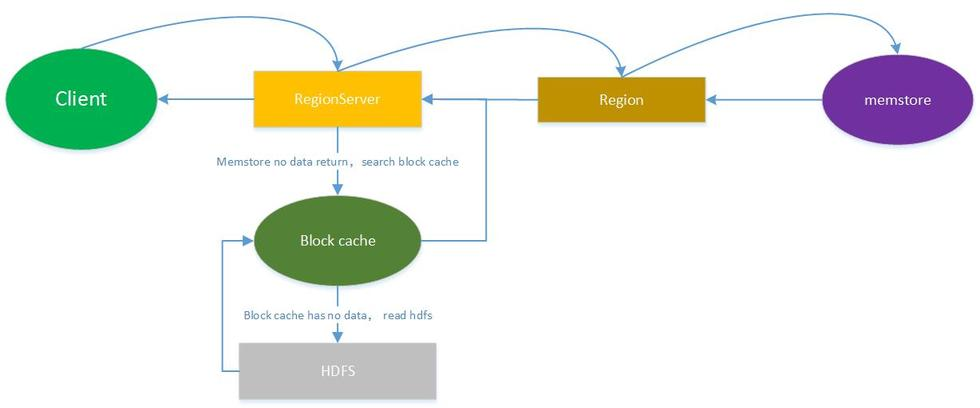 Client
RegionServer
Region
memstore
Memstore no data return，search block cache
Block cache
Block cache has no data， read hdfs
HDFS